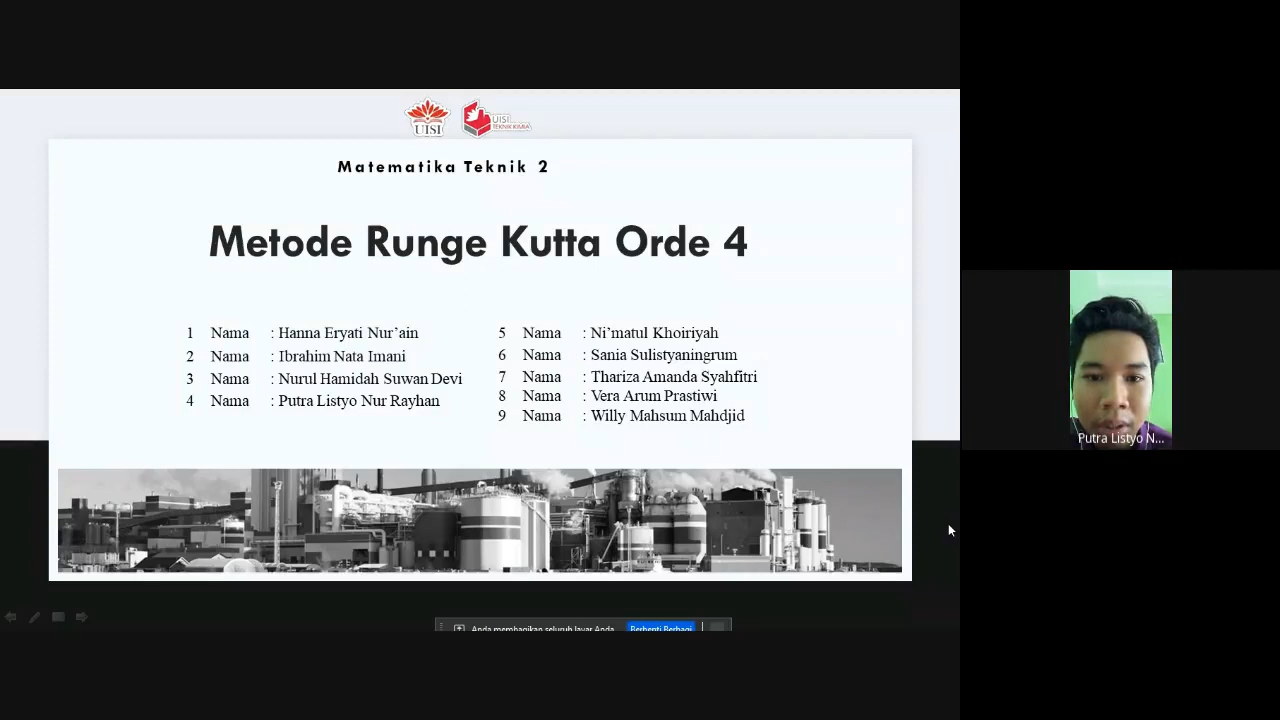 UISI
UISI
TEKNIK KIMIA
Matematika Teknik 2
Metode Runge Kutta Orde 4
1 Nama : Hanna Eryati Nur’ain
2 Nama : Ibrahim Nata Imani
3 Nama : Nurul Hamidah Suwan Devi
4 Nama : Putra Listyo Nur Rayhan
5 Nama : Ni’matul Khoiriyah
6 Nama : Sania Sulistyaningrum
7 Nama : Thariza Amanda Syahfitri
8 Nama : Vera Arum Prastiwi
9 Nama : Willy Mahsum Mahdjid
Putra Listyo N...
Anda membagikan seluruh layar Anda
Berhenti Berbagi